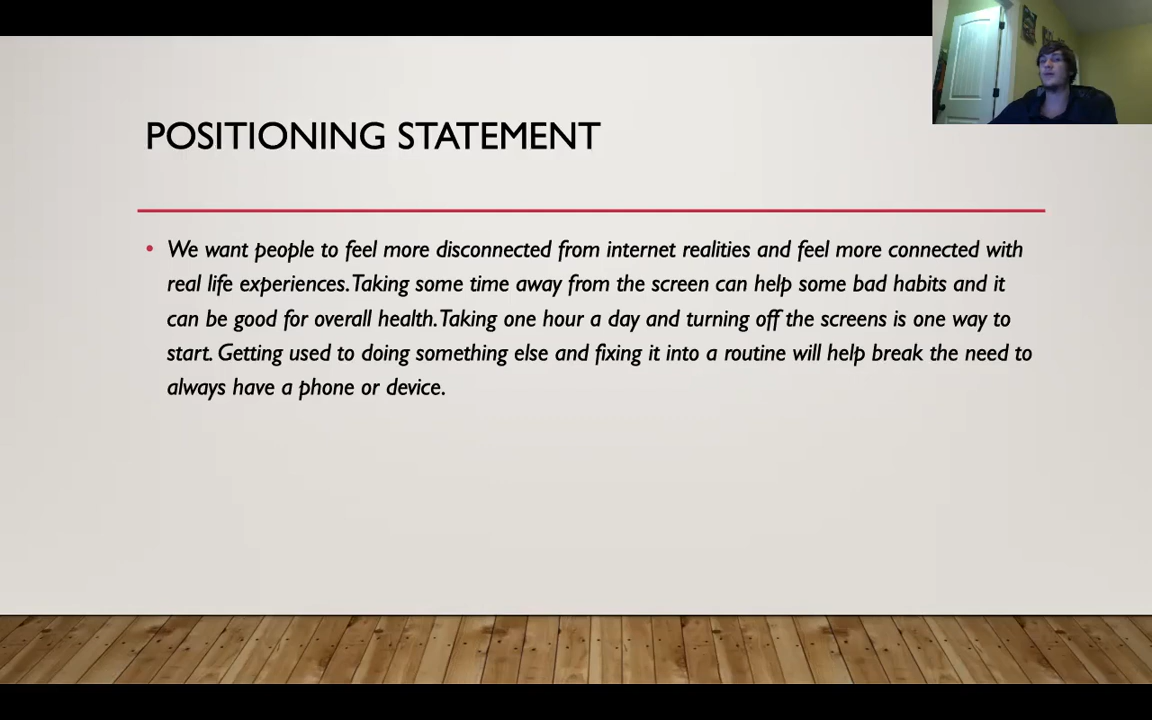 POSITIONING STATEMENT
• We want people to feel more disconnected from internet realities and feel more connected with
real life experiences. Taking some time away from the screen can help some bad habits and it
can be good for overall health. Taking one hour a day and turning off the screens is one way to
start. Getting used to doing something else and fixing it into a routine will help break the need to
always have a phone or device.